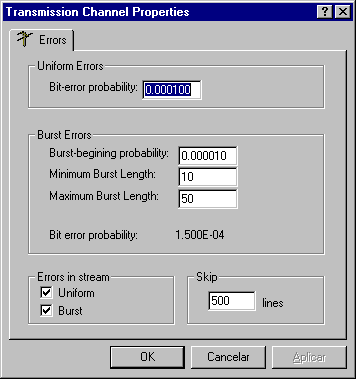 Transmission Channel Properties
Errors
Uniform Errors
Bit-error probability: 0.000100
Burst Errors
Burst-begining probability: 0.000010
Minimum Burst Length: 10
Maximum Burst Length: 50
Bit error probability: 1.500E-04
Errors in stream
Uniform
Burst
Skip
500 lines
OK Cancelar Aplicar